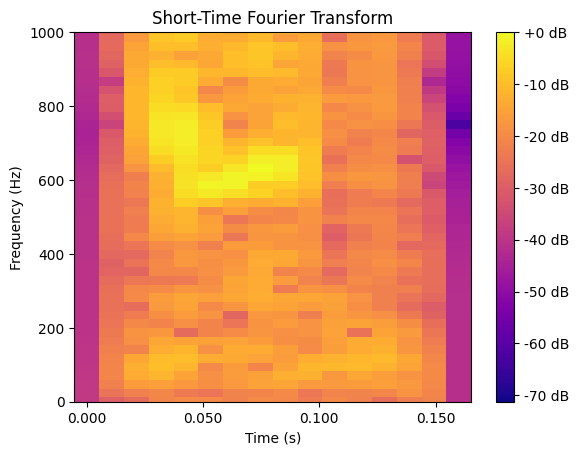 Short-Time Fourier Transform
1000
800
600
400
200
0
Frequency (Hz)
0.000
0.050
0.100
0.150
Time (s)
+0 dB
-10 dB
-20 dB
-30 dB
-40 dB
-50 dB
-60 dB
-70 dB